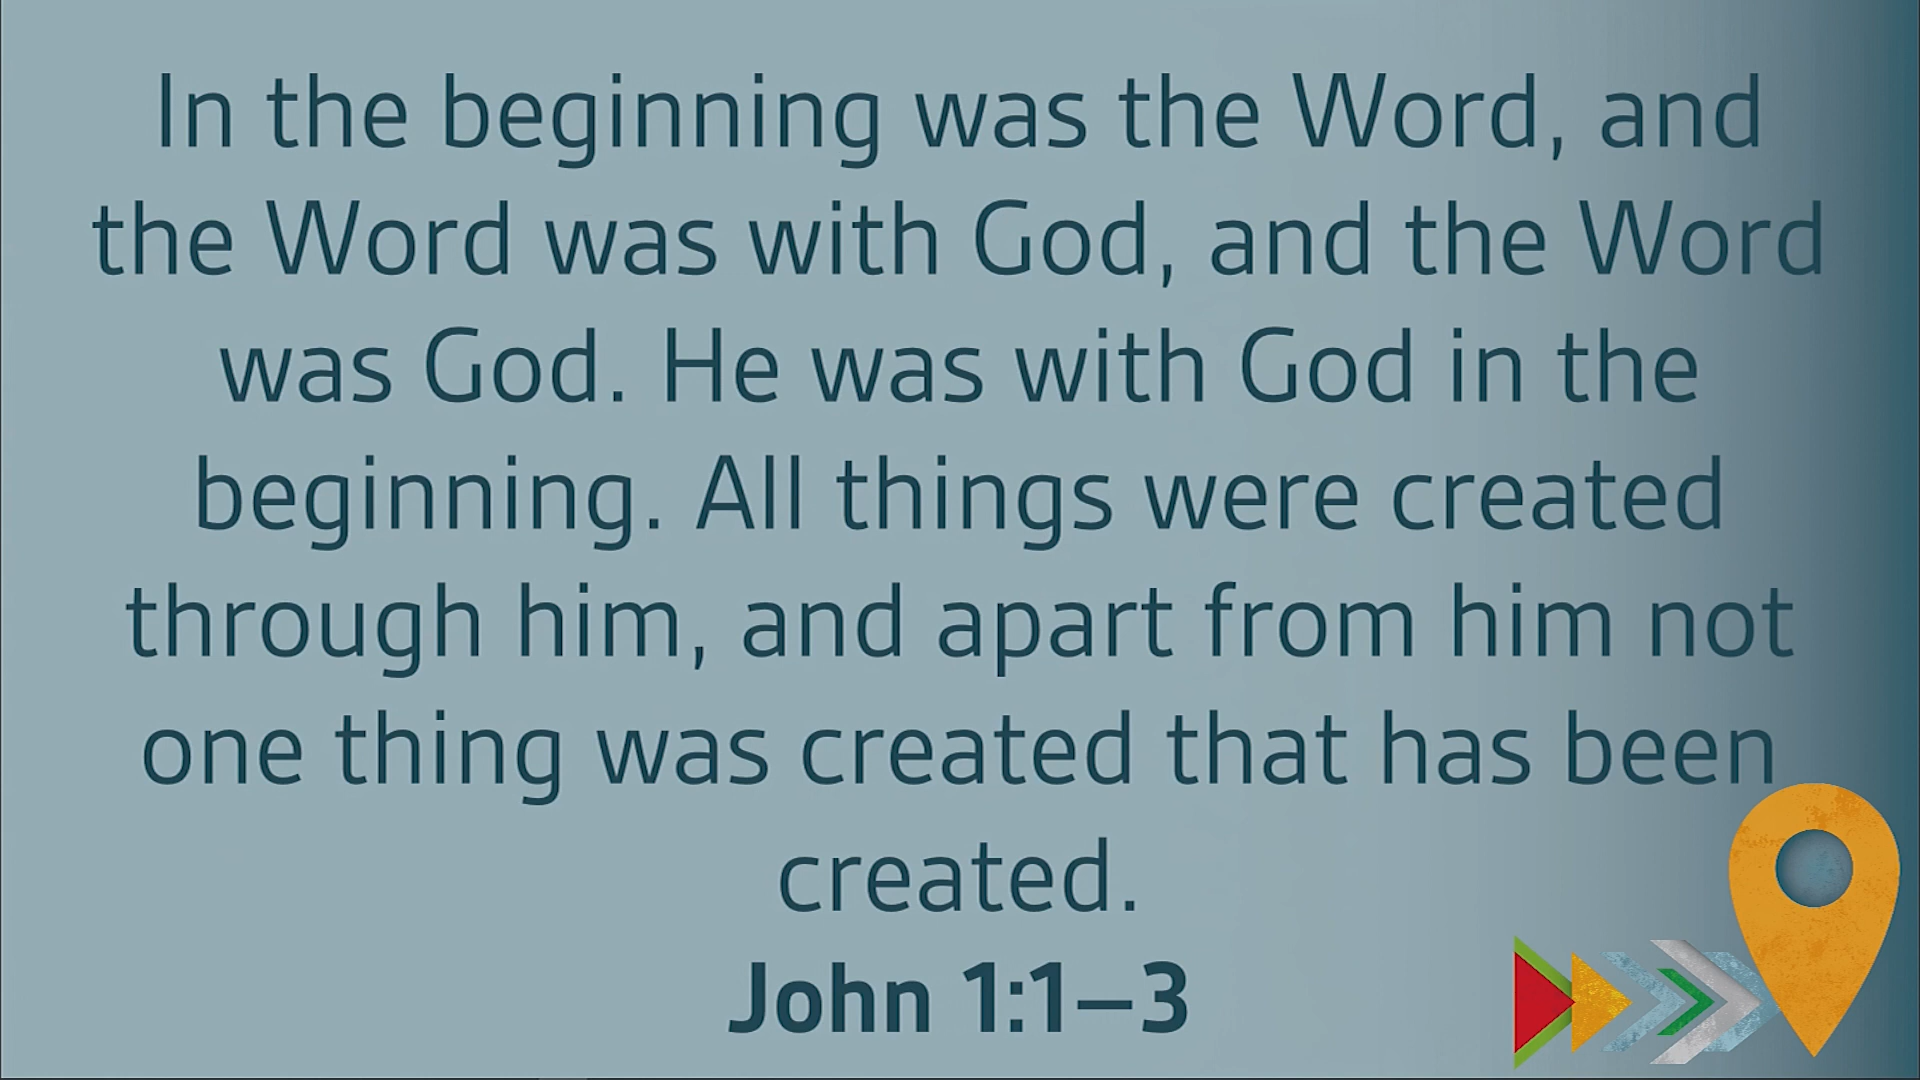 In the beginning was the Word, and
the Word was with God, and the Word
was God. He was with God in the
beginning. All things were created
through him, and apart from him not
one thing was created that has been
created.
John 1:1–3